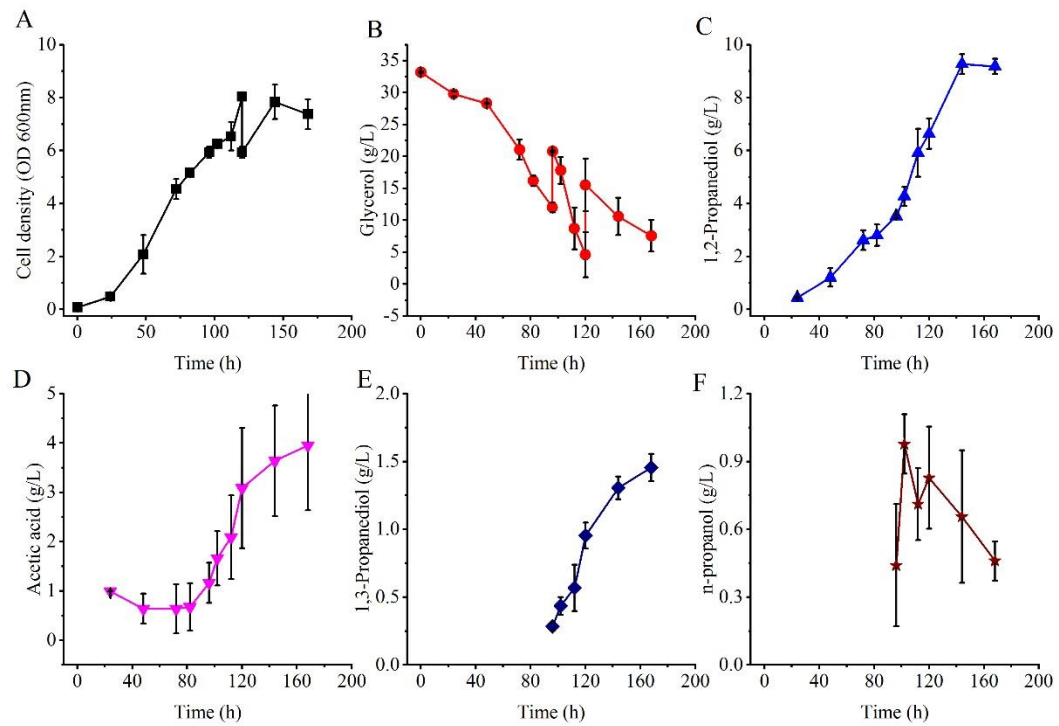 A
Cell density (OD 600nm)
10
8
6
4
2
0
0 50 100 150 200
Time (h)
B
Glycerol (g/L)
35
30
25
20
15
10
5
0
-5
0 40 80 120 160 200
Time (h)
C
1,2-Propanediol (g/L)
10
8
6
4
2
0
0 40 80 120 160 200
Time (h)
D
Acetic acid (g/L)
5
4
3
2
1
0
0 40 80 120 160 200
Time (h)
E
1,3-Propanediol (g/L)
2.0
1.5
1.0
0.5
0.0
0 40 80 120 160 200
Time (h)
F
n-propanol (g/L)
1.2
0.9
0.6
0.3
0.0
0 40 80 120 160 200
Time (h)